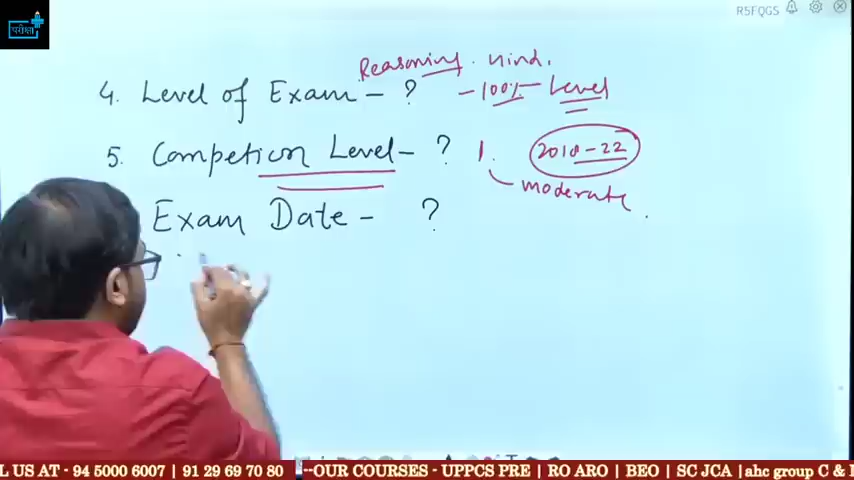 परीक्षा
R5FQGS
Reasoning. Hind.
4. Level of Exam - ? - 100% Level
5. Competion Level - ? 1. 2018-22
moderate
Exam Date - ?
L US AT - 94 5000 6007 | 91 29 69 70 80 --OUR COURSES - UPPCS PRE | RO ARO | BEO | SC JCA |ahc group C &